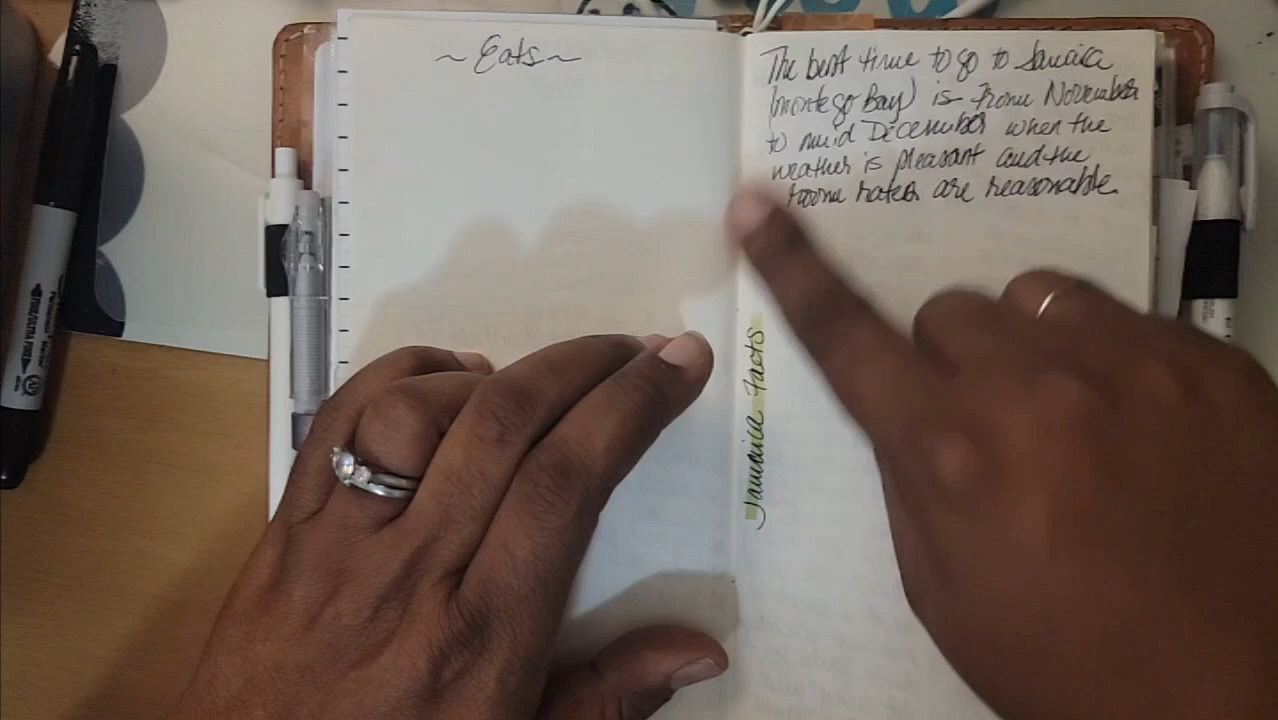 ~Eats~
The best time to go to Jamaica
(montego Bay) is from November
to mid December when the
weather is pleasant and the
room rates are reasonable.
Jamaica Facts